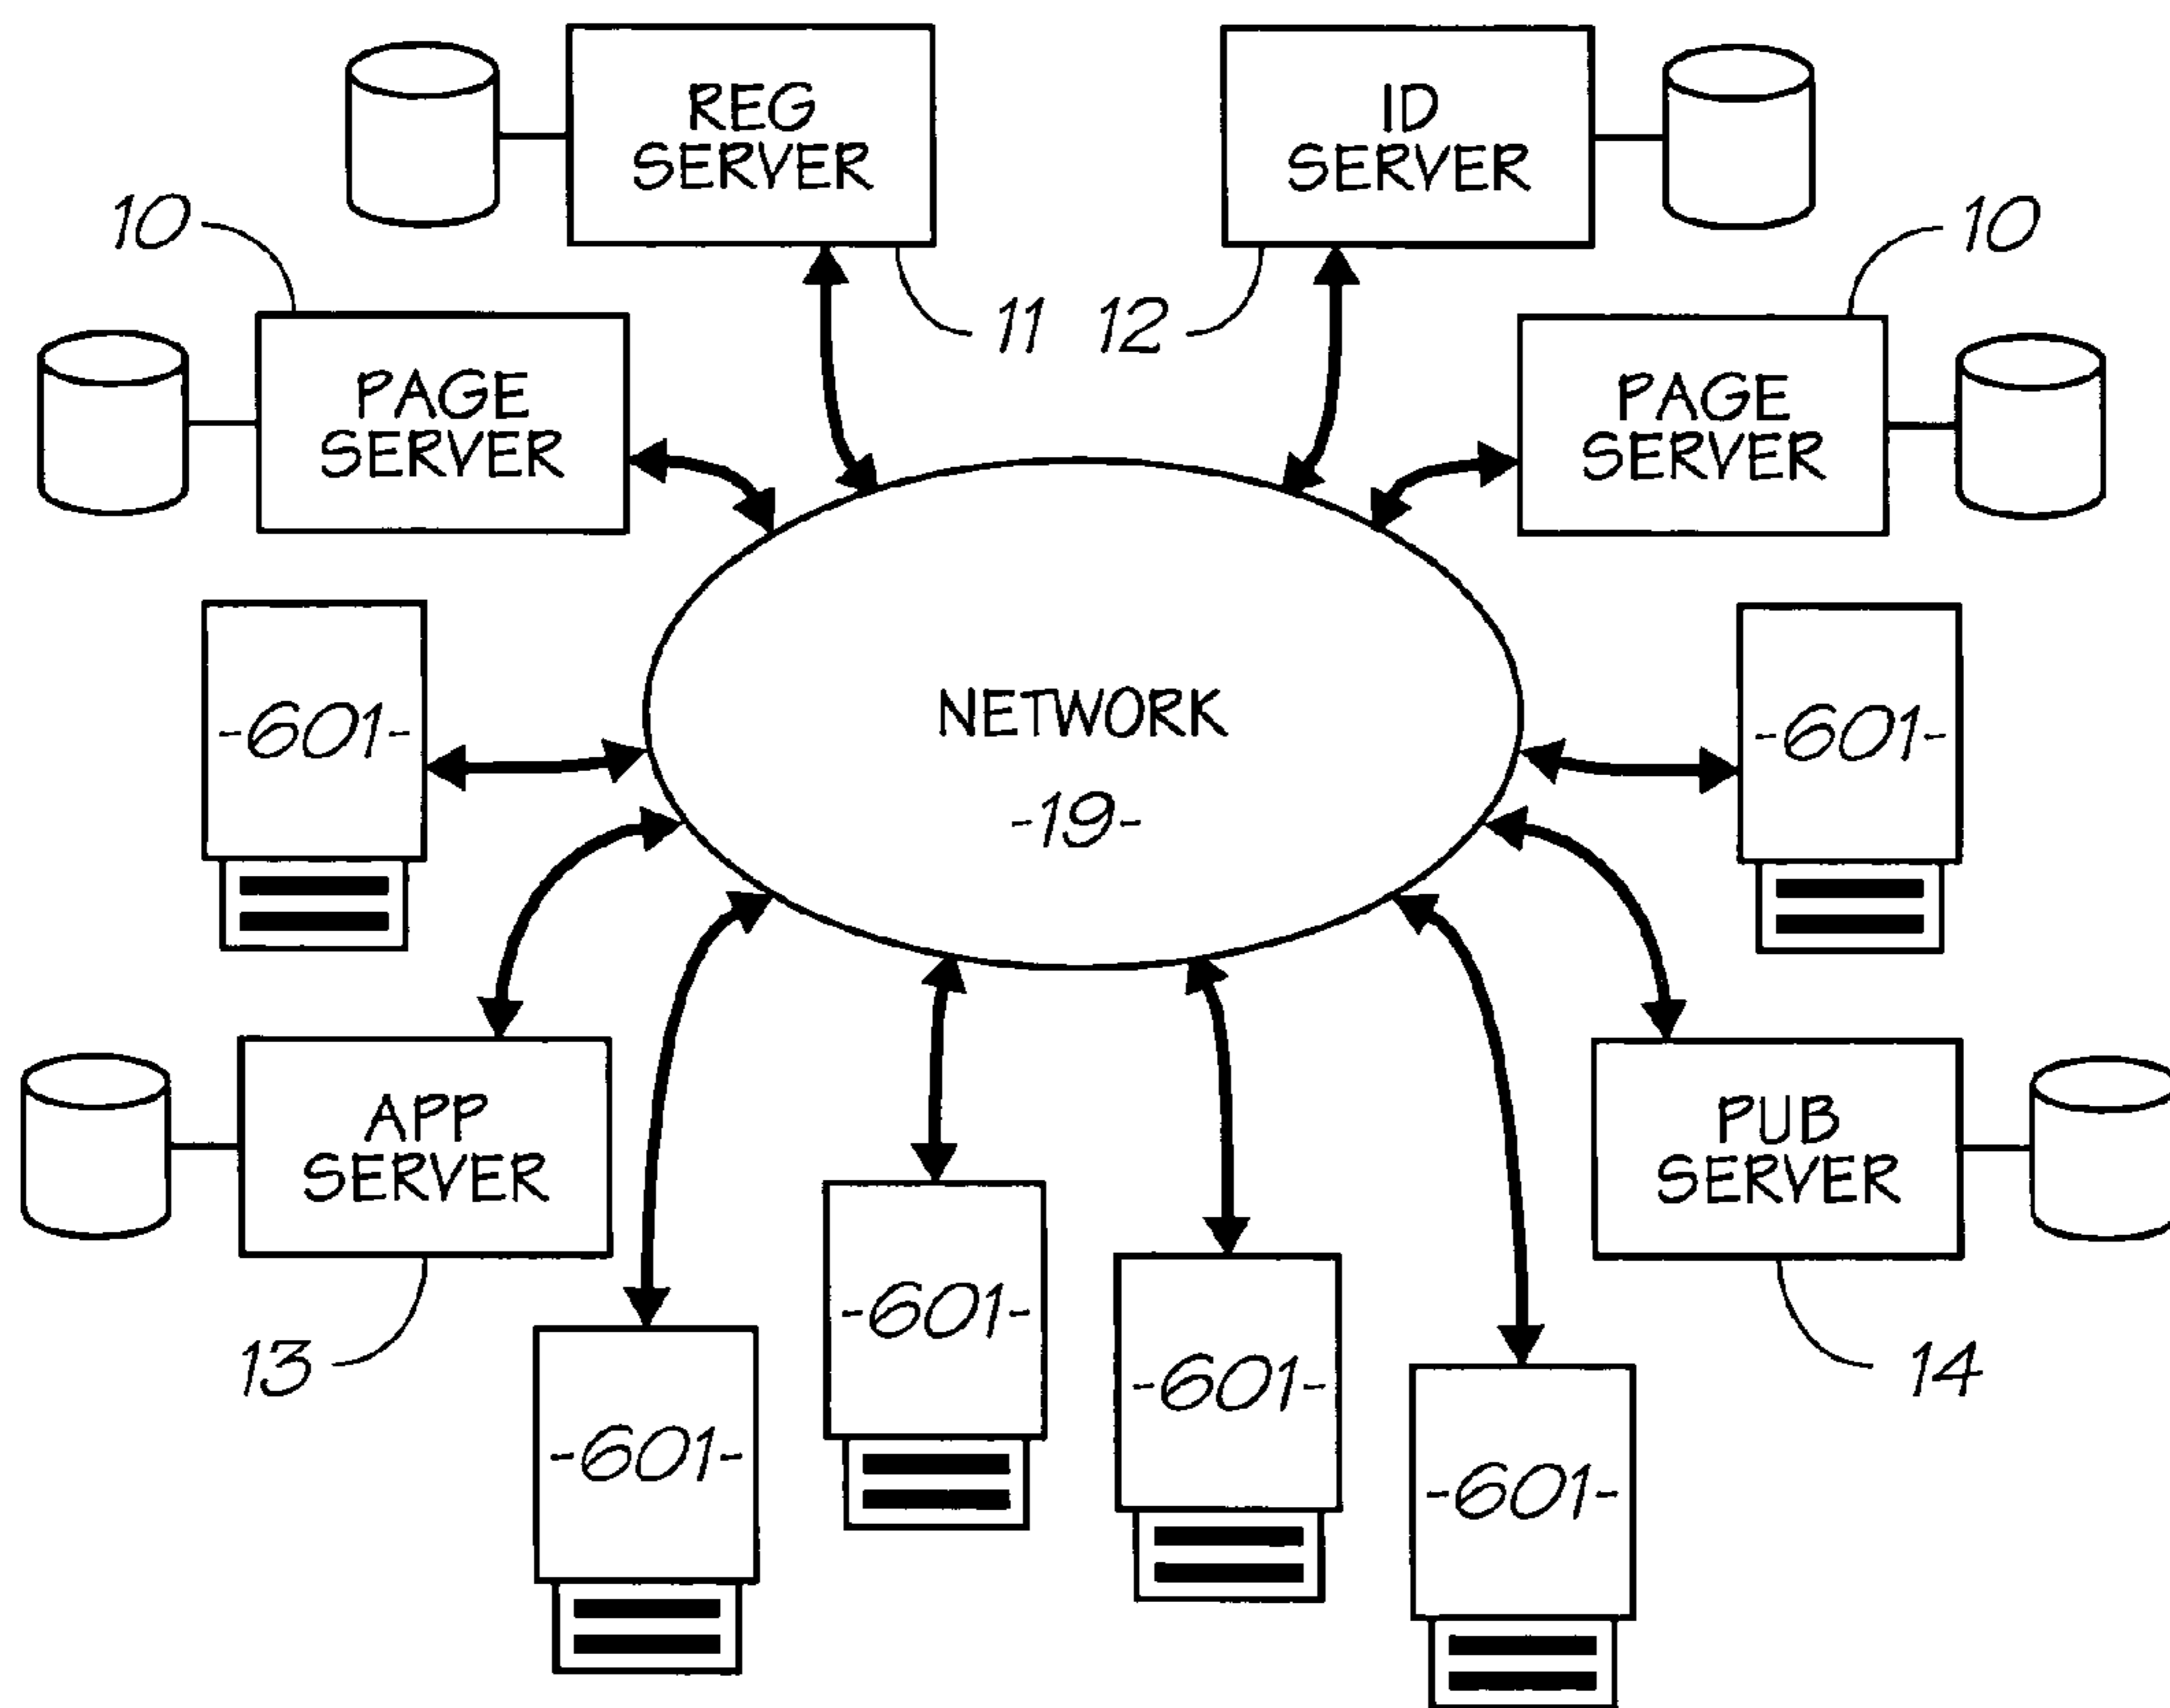 REG
SERVER
ID
SERVER
10
10
11
12
PAGE
SERVER
PAGE
SERVER
-601-
NETWORK
-19-
-601-
APP
SERVER
PUB
SERVER
-601-
-601-
13
14
-601-
-601-